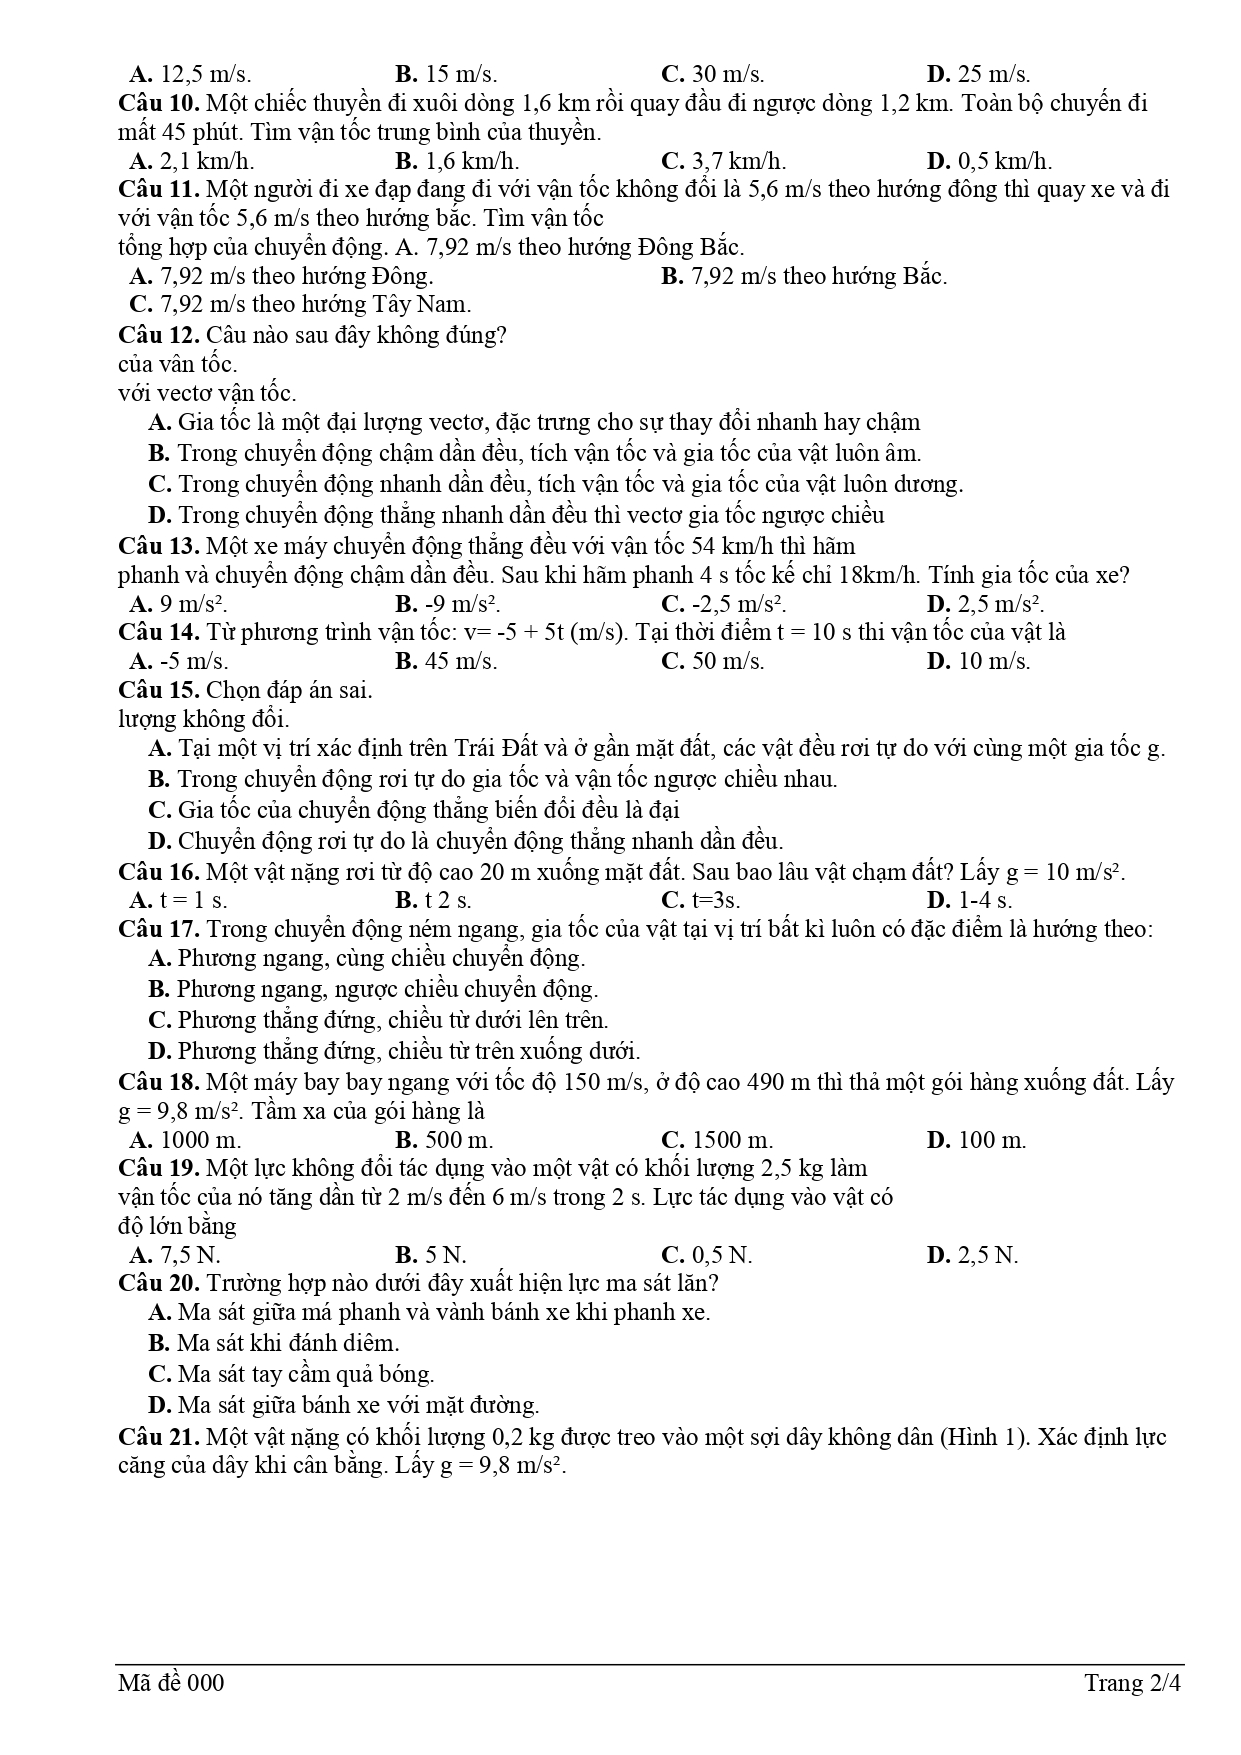 A. 12,5 m/s. B. 15 m/s. C. 30 m/s. D. 25 m/s.
Câu 10. Một chiếc thuyền đi xuôi dòng 1,6 km rồi quay đầu đi ngược dòng 1,2 km. Toàn bộ chuyến đi
mất 45 phút. Tìm vận tốc trung bình của thuyền.
A. 2,1 km/h. B. 1,6 km/h. C. 3,7 km/h. D. 0,5 km/h.
Câu 11. Một người đi xe đạp đang đi với vận tốc không đổi là 5,6 m/s theo hướng đông thì quay xe và đi
với vận tốc 5,6 m/s theo hướng bắc. Tìm vận tốc
tổng hợp của chuyển động. A. 7,92 m/s theo hướng Đông Bắc.
A. 7,92 m/s theo hướng Đông. B. 7,92 m/s theo hướng Bắc.
C. 7,92 m/s theo hướng Tây Nam.
Câu 12. Câu nào sau đây không đúng?
của vân tốc.
với vectơ vận tốc.
A. Gia tốc là một đại lượng vectơ, đặc trưng cho sự thay đổi nhanh hay chậm
B. Trong chuyển động chậm dần đều, tích vận tốc và gia tốc của vật luôn âm.
C. Trong chuyển động nhanh dần đều, tích vận tốc và gia tốc của vật luôn dương.
D. Trong chuyển động thẳng nhanh dần đều thì vectơ gia tốc ngược chiều
Câu 13. Một xe máy chuyển động thẳng đều với vận tốc 54 km/h thì hãm
phanh và chuyển động chậm dần đều. Sau khi hãm phanh 4 s tốc kế chỉ 18km/h. Tính gia tốc của xe?
A. 9 m/s². B. -9 m/s². C. -2,5 m/s². D. 2,5 m/s².
Câu 14. Từ phương trình vận tốc: v= -5 + 5t (m/s). Tại thời điểm t = 10 s thi vận tốc của vật là
A. -5 m/s. B. 45 m/s. C. 50 m/s. D. 10 m/s.
Câu 15. Chọn đáp án sai.
lượng không đổi.
A. Tại một vị trí xác định trên Trái Đất và ở gần mặt đất, các vật đều rơi tự do với cùng một gia tốc g.
B. Trong chuyển động rơi tự do gia tốc và vận tốc ngược chiều nhau.
C. Gia tốc của chuyển động thẳng biến đổi đều là đại
D. Chuyển động rơi tự do là chuyển động thẳng nhanh dần đều.
Câu 16. Một vật nặng rơi từ độ cao 20 m xuống mặt đất. Sau bao lâu vật chạm đất? Lấy g = 10 m/s².
A. t = 1 s. B. t 2 s. C. t=3s. D. 1-4 s.
Câu 17. Trong chuyển động ném ngang, gia tốc của vật tại vị trí bất kì luôn có đặc điểm là hướng theo:
A. Phương ngang, cùng chiều chuyển động.
B. Phương ngang, ngược chiều chuyển động.
C. Phương thẳng đứng, chiều từ dưới lên trên.
D. Phương thẳng đứng, chiều từ trên xuống dưới.
Câu 18. Một máy bay bay ngang với tốc độ 150 m/s, ở độ cao 490 m thì thả một gói hàng xuống đất. Lấy
g = 9,8 m/s². Tầm xa của gói hàng là
A. 1000 m. B. 500 m. C. 1500 m. D. 100 m.
Câu 19. Một lực không đổi tác dụng vào một vật có khối lượng 2,5 kg làm
vận tốc của nó tăng dần từ 2 m/s đến 6 m/s trong 2 s. Lực tác dụng vào vật có
độ lớn bằng
A. 7,5 N. B. 5 N. C. 0,5 N. D. 2,5 N.
Câu 20. Trường hợp nào dưới đây xuất hiện lực ma sát lăn?
A. Ma sát giữa má phanh và vành bánh xe khi phanh xe.
B. Ma sát khi đánh diêm.
C. Ma sát tay cầm quả bóng.
D. Ma sát giữa bánh xe với mặt đường.
Câu 21. Một vật nặng có khối lượng 0,2 kg được treo vào một sợi dây không dân (Hình 1). Xác định lực
căng của dây khi cân bằng. Lấy g = 9,8 m/s².
Mã đề 000 Trang 2/4